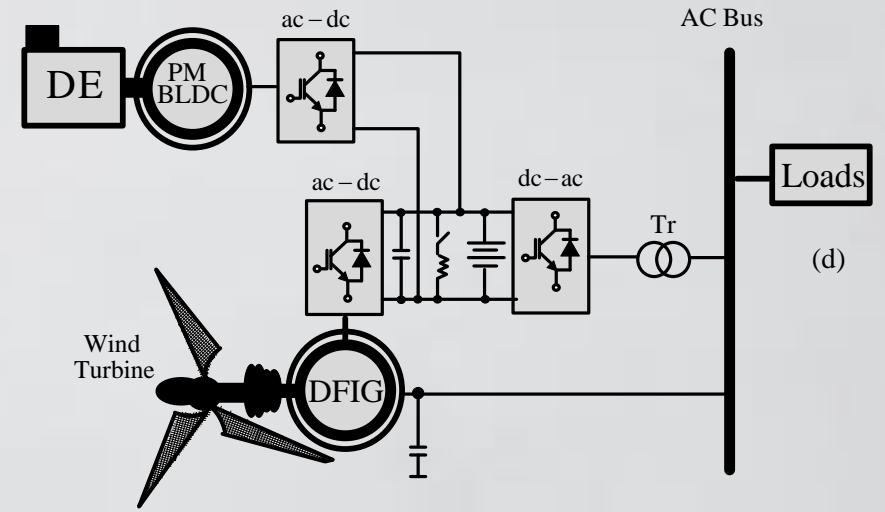 ac – dc
AC Bus
DE
PM
BLDC
ac – dc
dc – ac
Loads
Tr
(d)
Wind
Turbine
DFIG